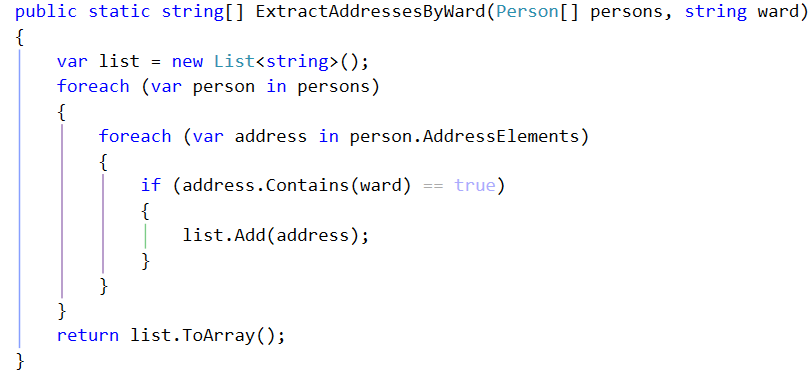 public static string[] ExtractAddressesByWard(Person[] persons, string ward)
{
    var list = new List<string>();
    foreach (var person in persons)
    {
        foreach (var address in person.AddressElements)
        {
            if (address.Contains(ward) == true)
            {
                list.Add(address);
            }
        }
    }
    return list.ToArray();
}